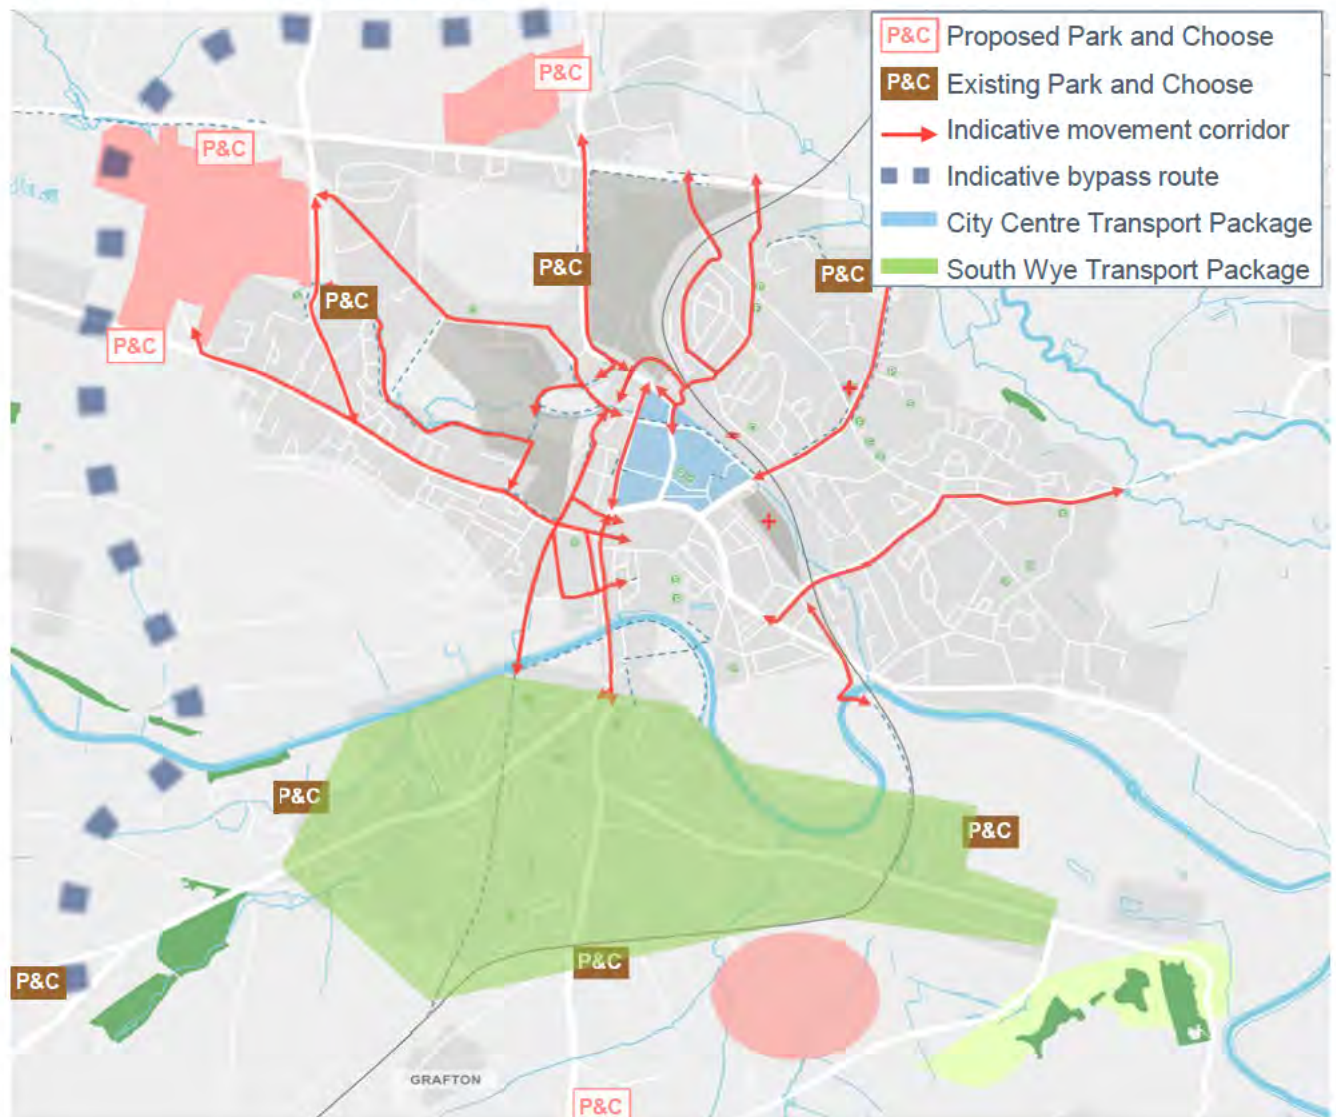 P&C Proposed Park and Choose
P&C Existing Park and Choose
Indicative movement corridor
Indicative bypass route
City Centre Transport Package
South Wye Transport Package
P&C
P&C
P&C
P&C
P&C
P&C
P&C
P&C
P&C
P&C
GRAFTON
P&C